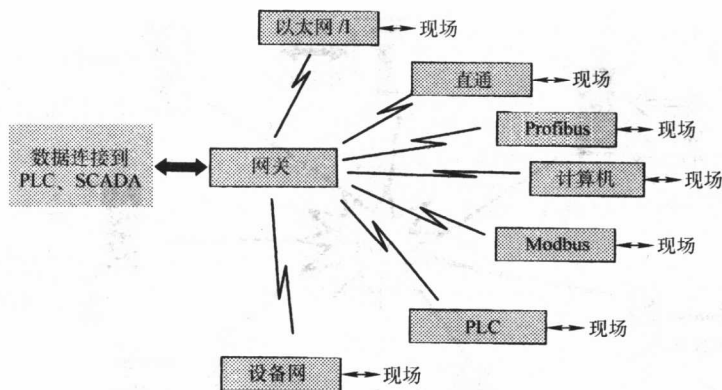 以太网 /I
现场
直通
现场
Profibus
现场
数据连接到
PLC、SCADA
网关
计算机
现场
Modbus
现场
PLC
现场
设备网
现场